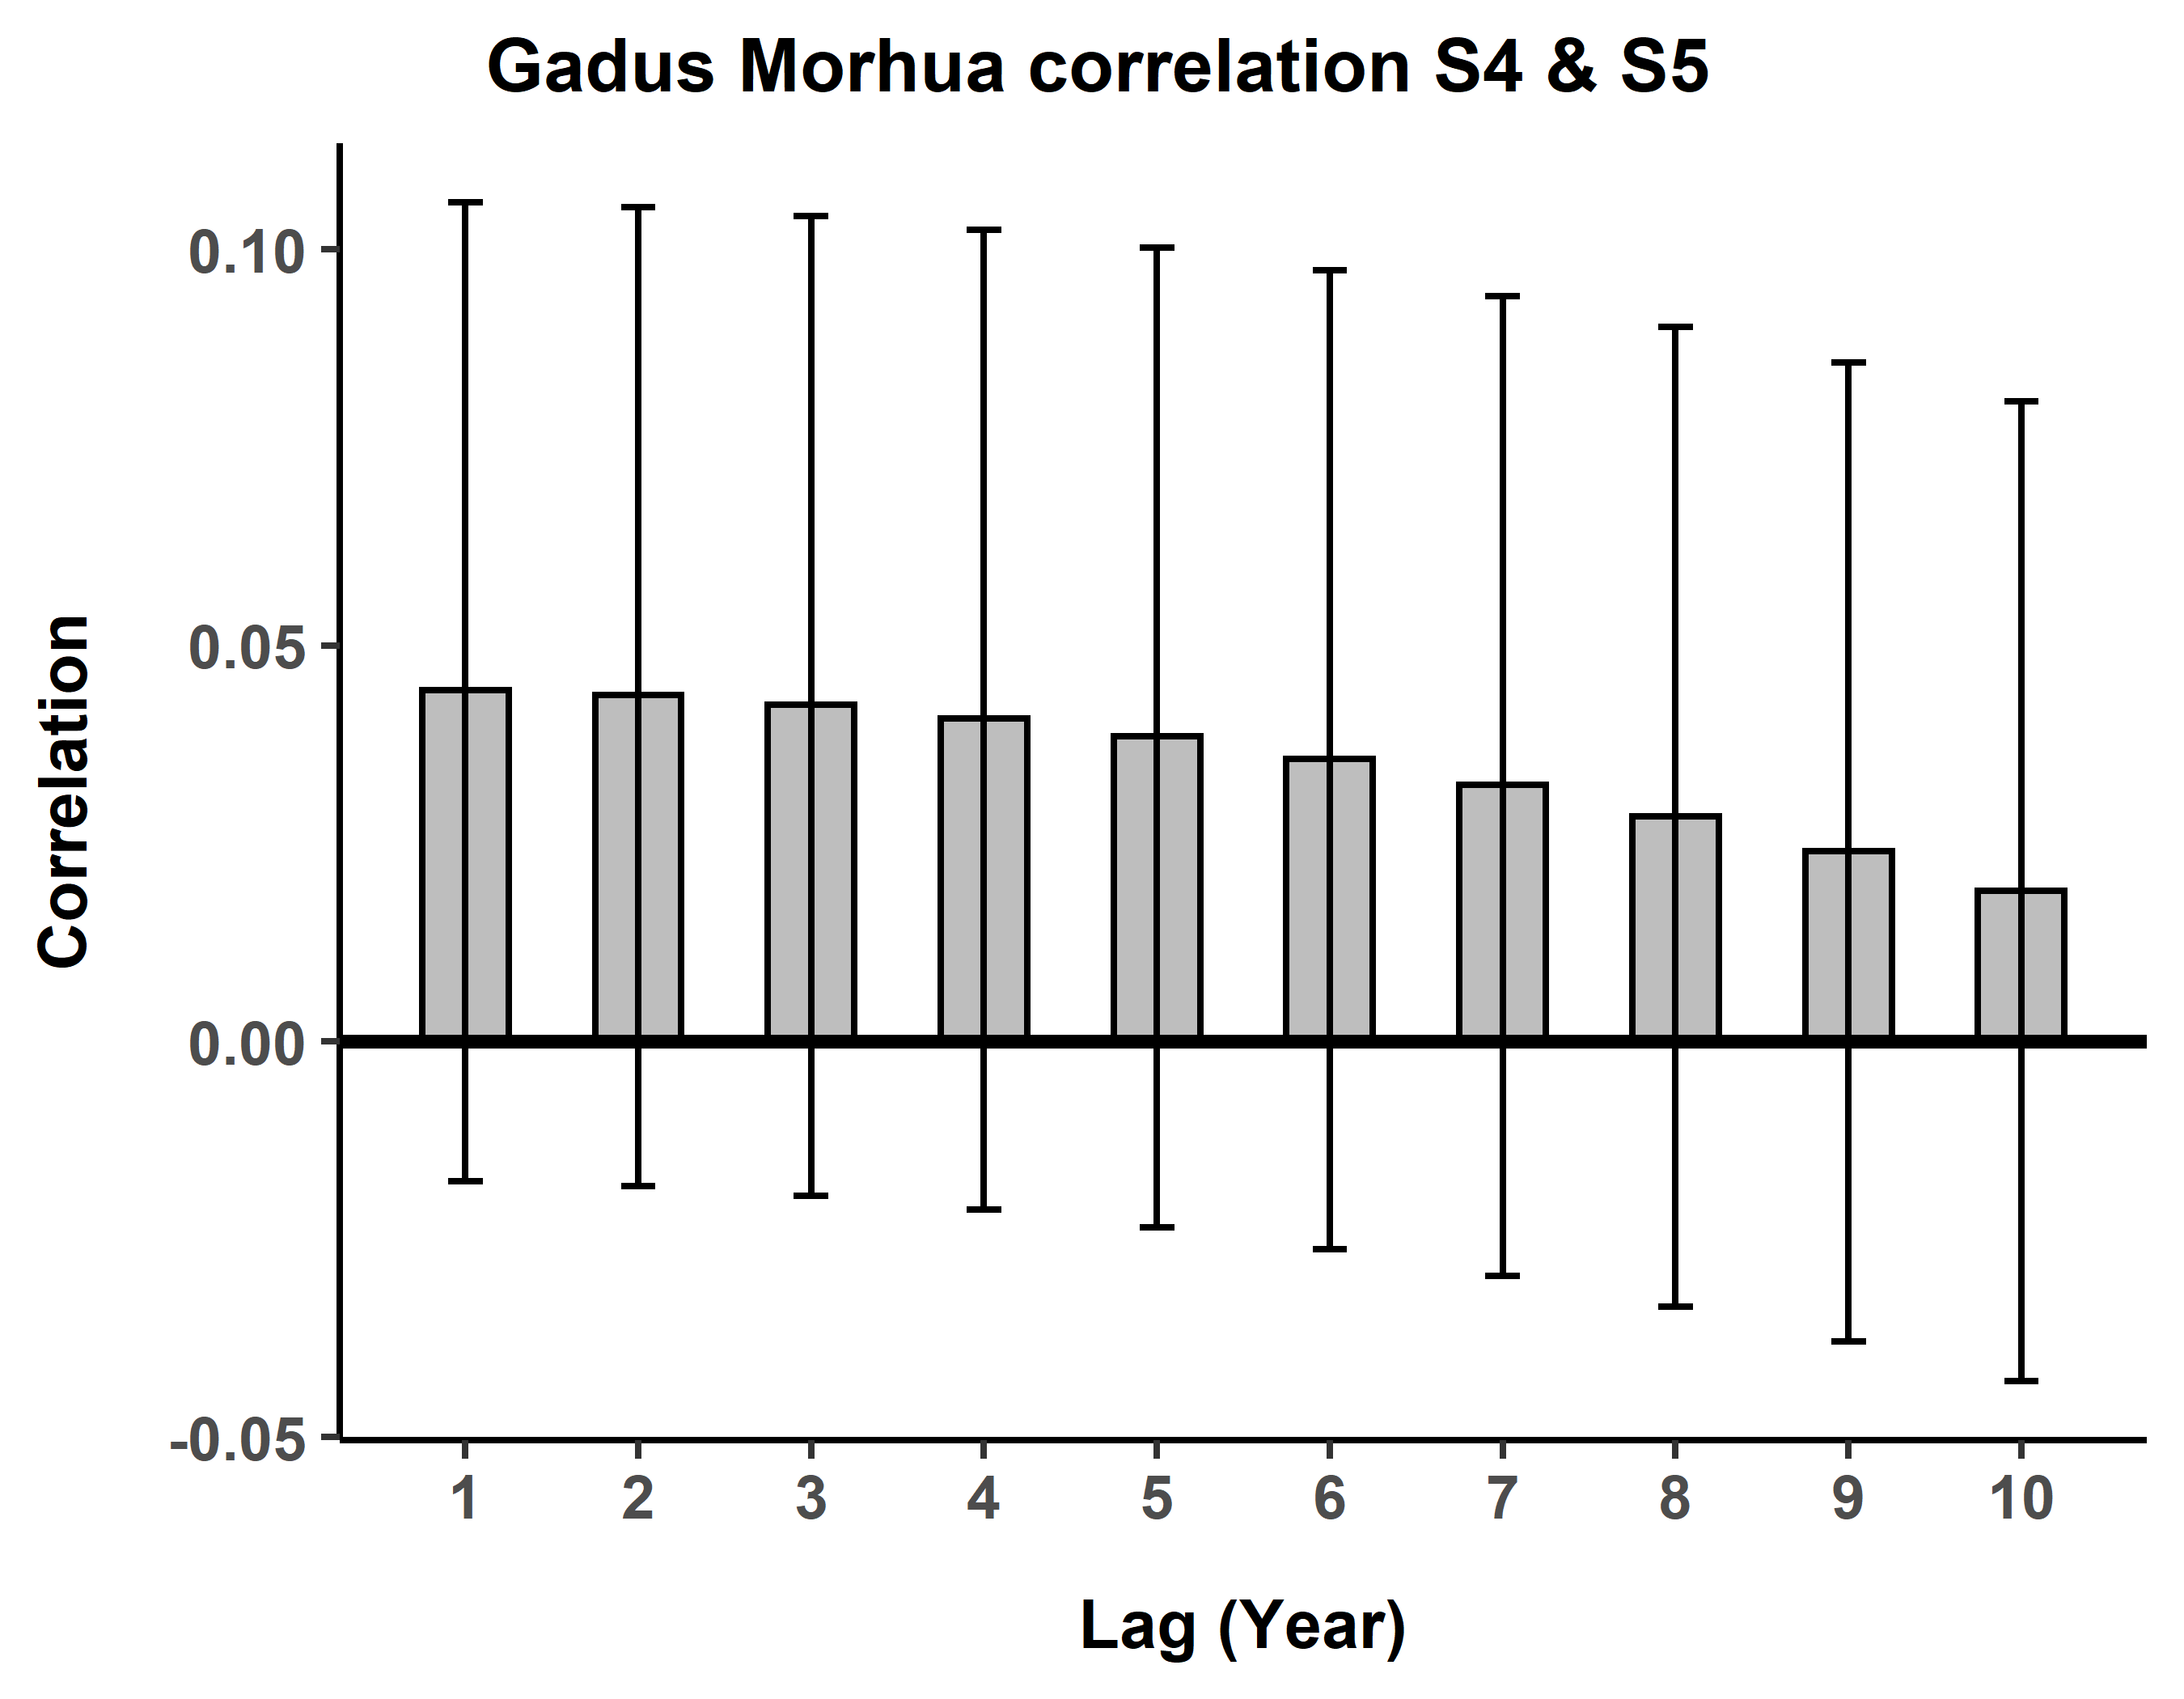 Gadus Morhua correlation S4 & S5
Correlation
0.10
0.05
0.00
-0.05
1 2 3 4 5 6 7 8 9 10
Lag (Year)